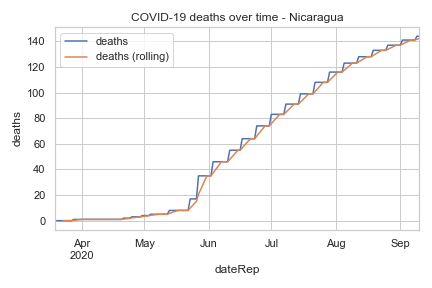 COVID-19 deaths over time - Nicaragua
deaths
deaths (rolling)
140
120
100
80
60
40
20
0
deaths
Apr
2020
May
Jun
Jul
Aug
Sep
dateRep